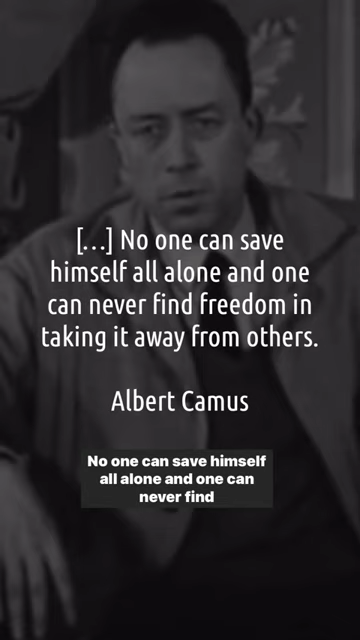 [...] No one can save
himself all alone and one
can never find freedom in
taking it away from others.
Albert Camus
No one can save himself
all alone and one can
never find